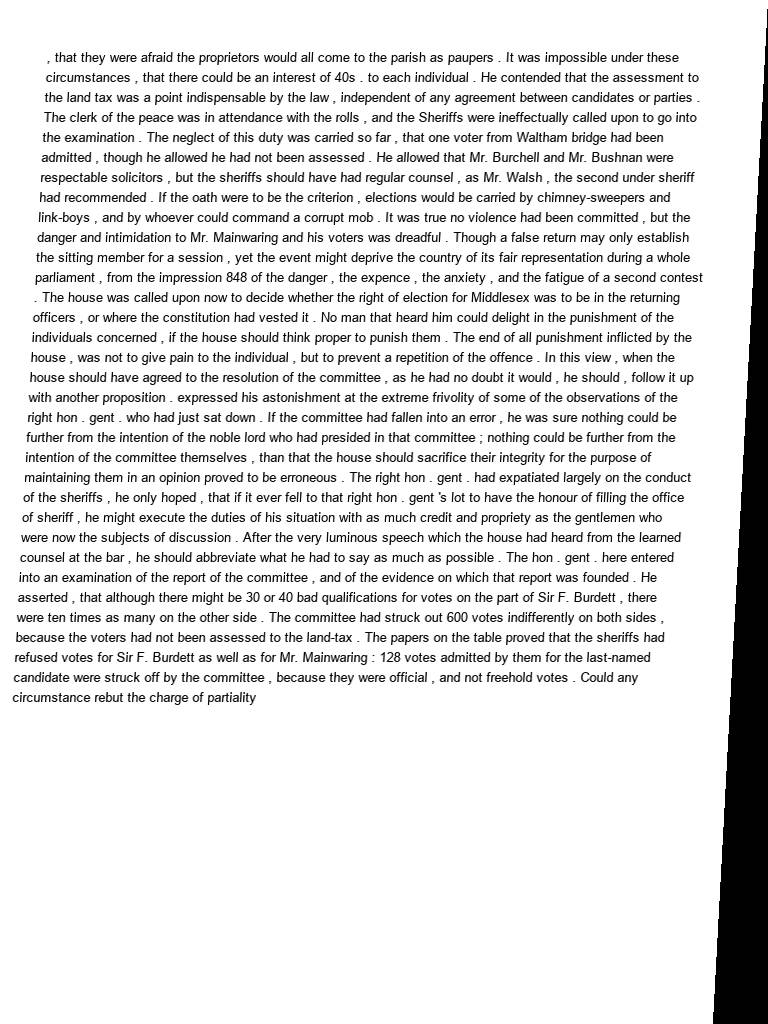 , that they were afraid the proprietors would all come to the parish as paupers . It was impossible under these
circumstances , that there could be an interest of 40s . to each individual . He contended that the assessment to
the land tax was a point indispensable by the law , independent of any agreement between candidates or parties .
The clerk of the peace was in attendance with the rolls , and the Sheriffs were ineffectually called upon to go into
the examination . The neglect of this duty was carried so far , that one voter from Waltham bridge had been
admitted , though he allowed he had not been assessed . He allowed that Mr. Burchell and Mr. Bushnan were
respectable solicitors , but the sheriffs should have had regular counsel , as Mr. Walsh , the second under sheriff
had recommended . If the oath were to be the criterion , elections would be carried by chimney-sweepers and
link-boys , and by whoever could command a corrupt mob . It was true no violence had been committed , but the
danger and intimidation to Mr. Mainwaring and his voters was dreadful . Though a false return may only establish
the sitting member for a session , yet the event might deprive the country of its fair representation during a whole
parliament , from the impression 848 of the danger , the expence , the anxiety , and the fatigue of a second contest
. The house was called upon now to decide whether the right of election for Middlesex was to be in the returning
officers , or where the constitution had vested it . No man that heard him could delight in the punishment of the
individuals concerned , if the house should think proper to punish them . The end of all punishment inflicted by the
house , was not to give pain to the individual , but to prevent a repetition of the offence . In this view , when the
house should have agreed to the resolution of the committee , as he had no doubt it would , he should , follow it up
with another proposition . expressed his astonishment at the extreme frivolity of some of the observations of the
right hon . gent . who had just sat down . If the committee had fallen into an error , he was sure nothing could be
further from the intention of the noble lord who had presided in that committee ; nothing could be further from the
intention of the committee themselves , than that the house should sacrifice their integrity for the purpose of
maintaining them in an opinion proved to be erroneous . The right hon . gent . had expatiated largely on the conduct
of the sheriffs , he only hoped , that if it ever fell to that right hon . gent 's lot to have the honour of filling the office
of sheriff , he might execute the duties of his situation with as much credit and propriety as the gentlemen who
were now the subjects of discussion . After the very luminous speech which the house had heard from the learned
counsel at the bar , he should abbreviate what he had to say as much as possible . The hon . gent . here entered
into an examination of the report of the committee , and of the evidence on which that report was founded . He
asserted , that although there might be 30 or 40 bad qualifications for votes on the part of Sir F. Burdett , there
were ten times as many on the other side . The committee had struck out 600 votes indifferently on both sides ,
because the voters had not been assessed to the land-tax . The papers on the table proved that the sheriffs had
refused votes for Sir F. Burdett as well as for Mr. Mainwaring : 128 votes admitted by them for the last-named
candidate were struck off by the committee , because they were official , and not freehold votes . Could any
circumstance rebut the charge of partiality